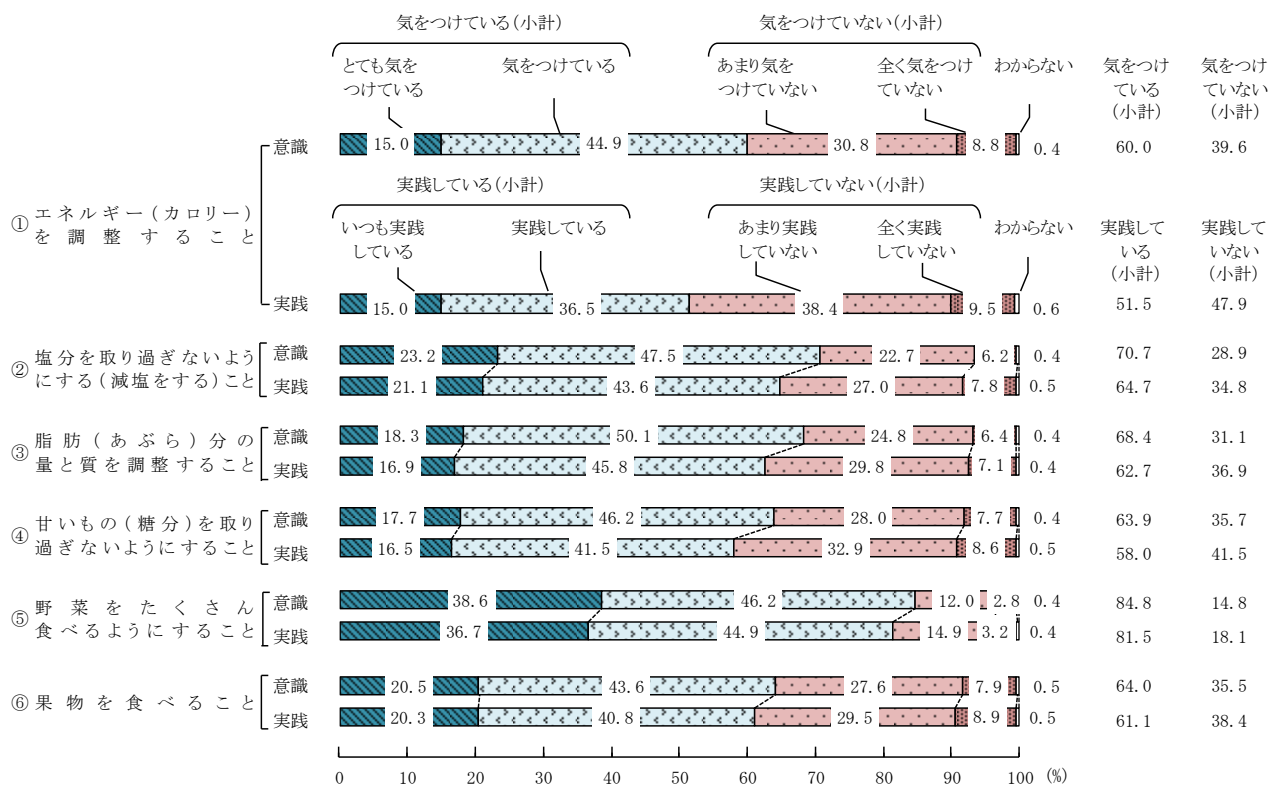 気をつけている(小計) 気をつけていない(小計)
とても気を
つけている
気をつけている
あまり気を
つけていない
全く気をつけ
ていない
わからない
気をつけ
ている
(小計)
気をつけ
ていない
(小計)
意識 15.0 44.9 30.8 8.8 0.4 60.0 39.6
①エネルギー(カロリー)
を調整すること
実践している(小計) 実践していない(小計)
いつも実践
している
実践している
あまり実践
していない
全く実践
していない
わからない
実践して
いる
(小計)
実践して
いない
(小計)
実践 15.0 36.5 38.4 9.5 0.6 51.5 47.9
②塩分を取り過ぎないよう
にする(減塩をする)こと
意識 23.2 47.5 22.7 6.2 0.4 70.7 28.9
実践 21.1 43.6 27.0 7.8 0.5 64.7 34.8
③脂肪(あぶら)分の
量と質を調整すること
意識 18.3 50.1 24.8 6.4 0.4 68.4 31.1
実践 16.9 45.8 29.8 7.1 0.4 62.7 36.9
④甘いもの(糖分)を取り
過ぎないようにすること
意識 17.7 46.2 28.0 7.7 0.4 63.9 35.7
実践 16.5 41.5 32.9 8.6 0.5 58.0 41.5
⑤野菜をたくさん
食べるようにすること
意識 38.6 46.2 12.0 2.8 0.4 84.8 14.8
実践 36.7 44.9 14.9 3.2 0.4 81.5 18.1
⑥果物を食べること
意識 20.5 43.6 27.6 7.9 0.5 64.0 35.5
実践 20.3 40.8 29.5 8.9 0.5 61.1 38.4
0 10 20 30 40 50 60 70 80 90 100 (%)